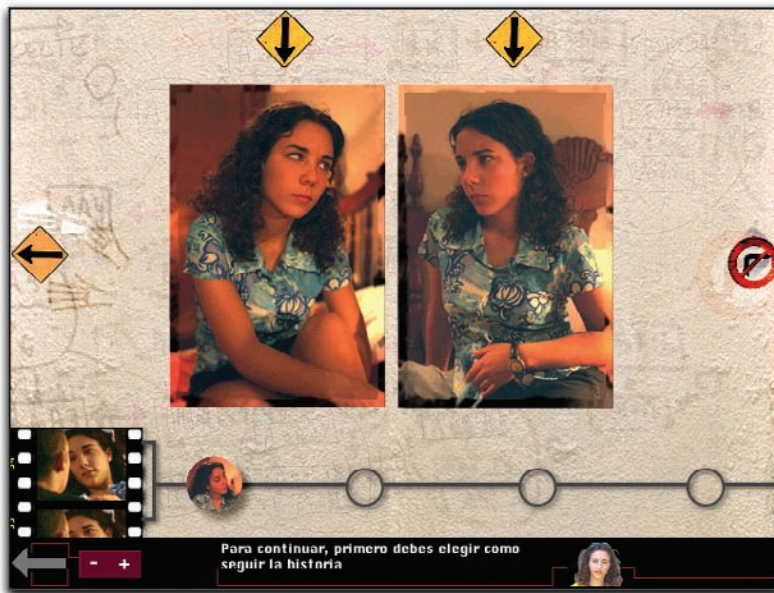 - +
Para continuar, primero debes elegir como
seguir la historia